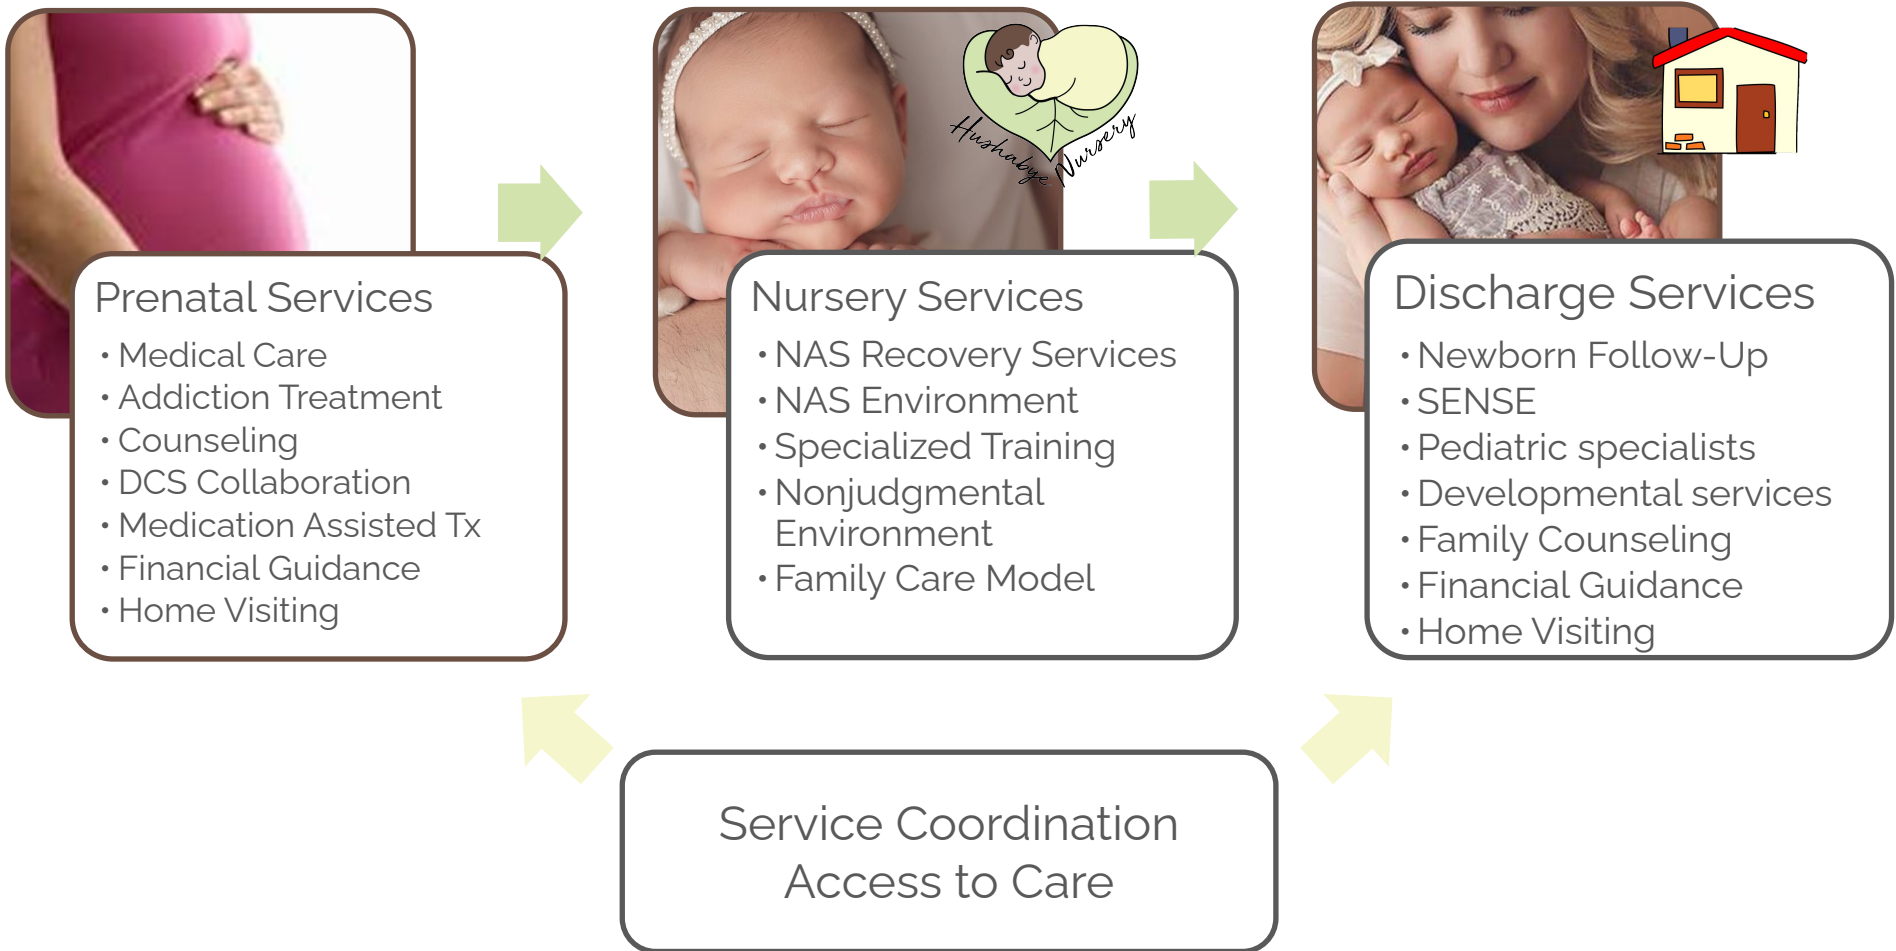 Hushabye Nursery
Prenatal Services
• Medical Care
• Addiction Treatment
• Counseling
• DCS Collaboration
• Medication Assisted Tx
• Financial Guidance
• Home Visiting
Nursery Services
• NAS Recovery Services
• NAS Environment
• Specialized Training
• Nonjudgmental
Environment
• Family Care Model
Discharge Services
• Newborn Follow-Up
• SENSE
• Pediatric specialists
• Developmental services
• Family Counseling
• Financial Guidance
• Home Visiting
Service Coordination
Access to Care